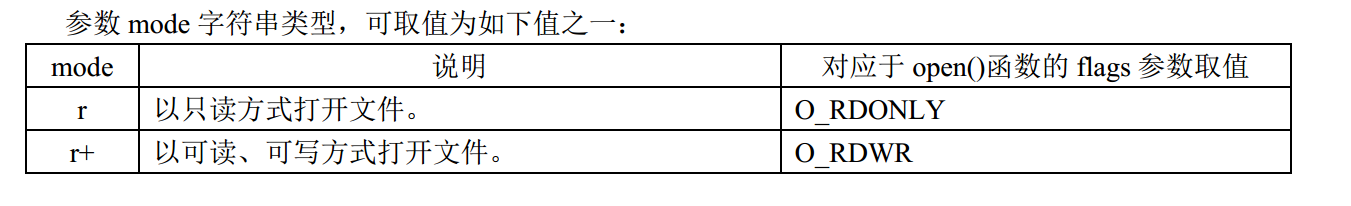 参数 mode 字符串类型，可取值为如下值之一：
mode 说明 对应于 open()函数的 flags 参数取值
r 以只读方式打开文件。 O_RDONLY
r+ 以可读、可写方式打开文件。 O_RDWR